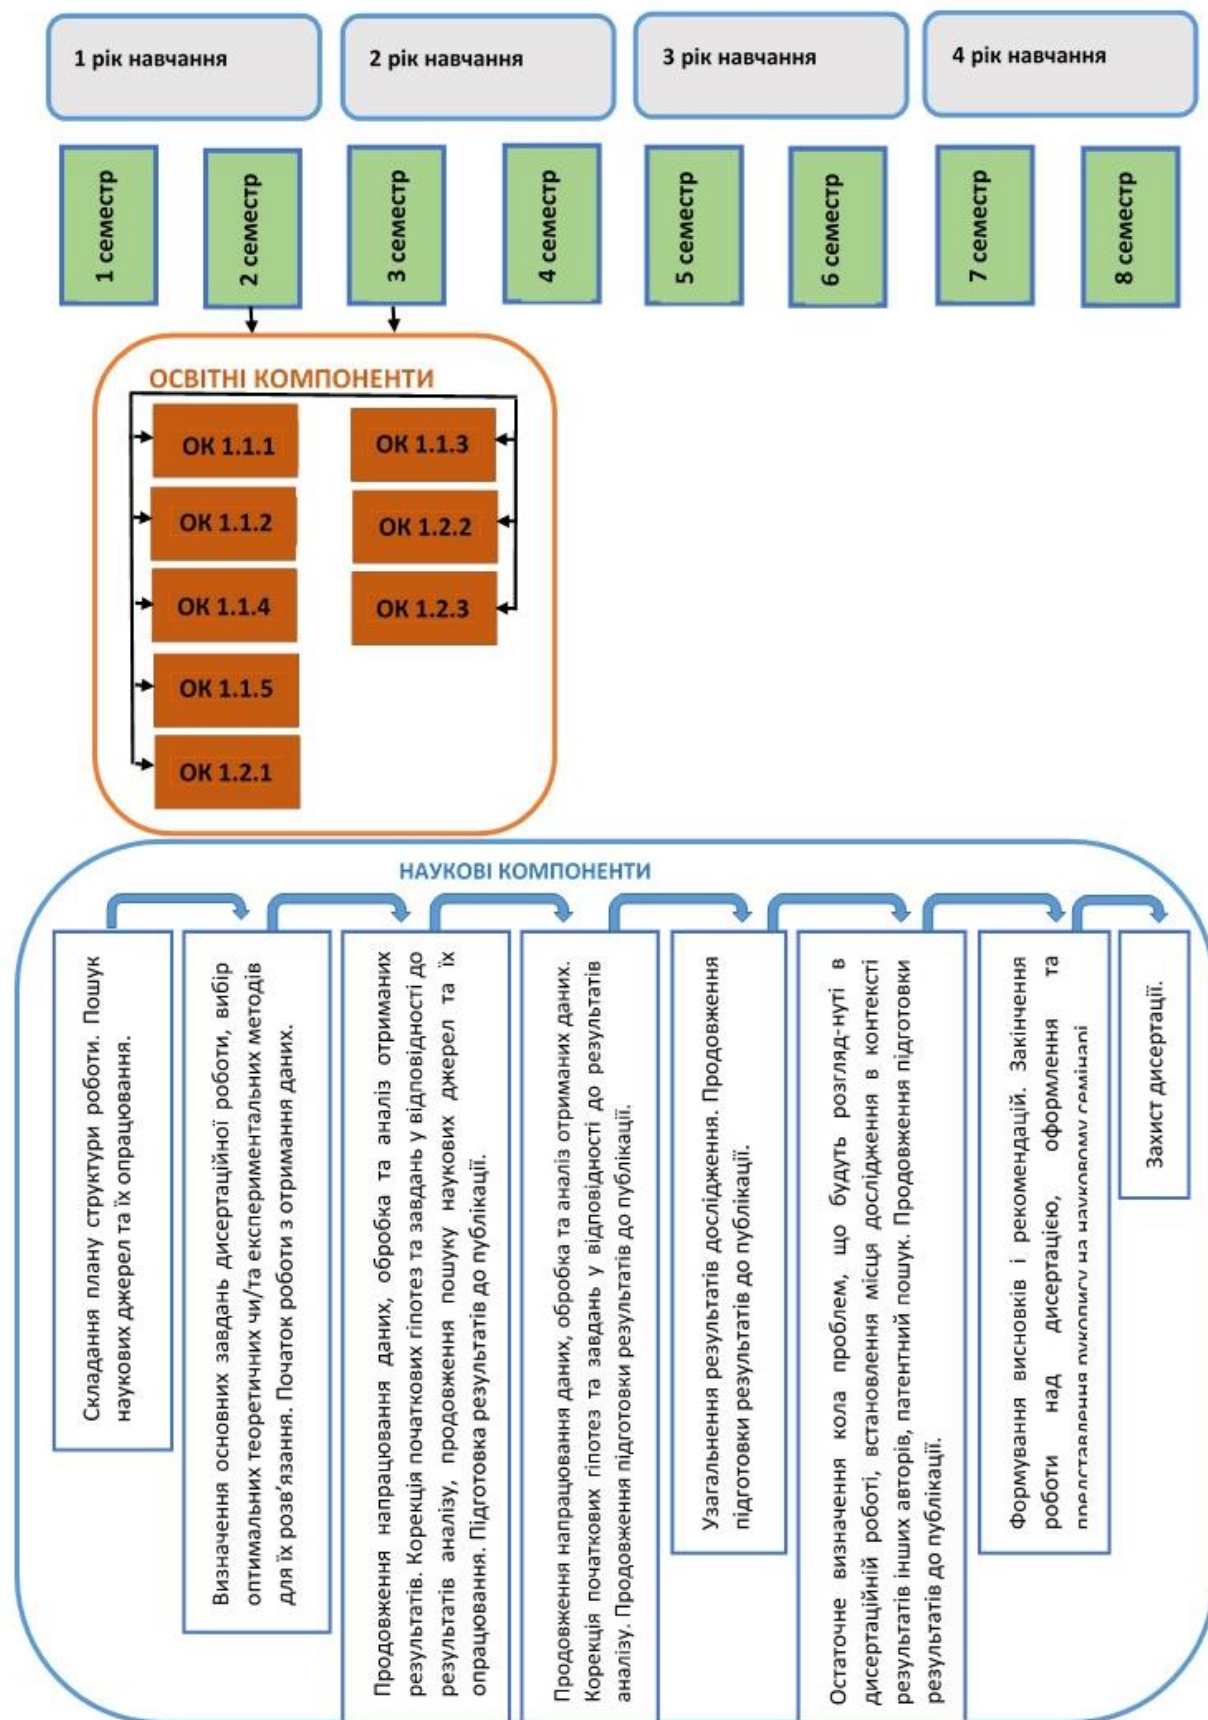 1 рік навчання
2 рік навчання
3 рік навчання
4 рік навчання
1 семестр
2 семестр
3 семестр
4 семестр
5 семестр
6 семестр
7 семестр
8 семестр
ОСВІТНІ КОМПОНЕНТИ
ОК 1.1.1
ОК 1.1.2
ОК 1.1.4
ОК 1.1.5
ОК 1.2.1
ОК 1.1.3
ОК 1.2.2
ОК 1.2.3
НАУКОВІ КОМПОНЕНТИ
Складання плану структури роботи. Пошук
наукових джерел та їх опрацювання.
Визначення основних завдань дисертаційної роботи, вибір
оптимальних теоретичних чи/та експериментальних методів
для їх розв’язання. Початок роботи з отримання даних.
Продовження напрацювання даних, обробка та аналіз отриманих
результатів. Корекція початкових гіпотез та завдань у відповідності до
результатів аналізу, продовження пошуку наукових джерел та їх
опрацювання. Підготовка результатів до публікації.
Продовження напрацювання даних, обробка та аналіз отриманих даних.
Корекція початкових гіпотез та завдань у відповідності до результатів
аналізу. Продовження підготовки результатів до публікації.
Узагальнення результатів дослідження. Продовження
підготовки результатів до публікації.
Остаточне визначення кола проблем, що будуть розгляд-нуті в
дисертаційній роботі, встановлення місця дослідження в контексті
результатів інших авторів, патентний пошук. Продовження підготовки
результатів до публікації.
Формування висновків і рекомендацій. Закінчення
роботи над дисертацією, оформлення та
представлення рукопису на науковому семінарі
Захист дисертації.